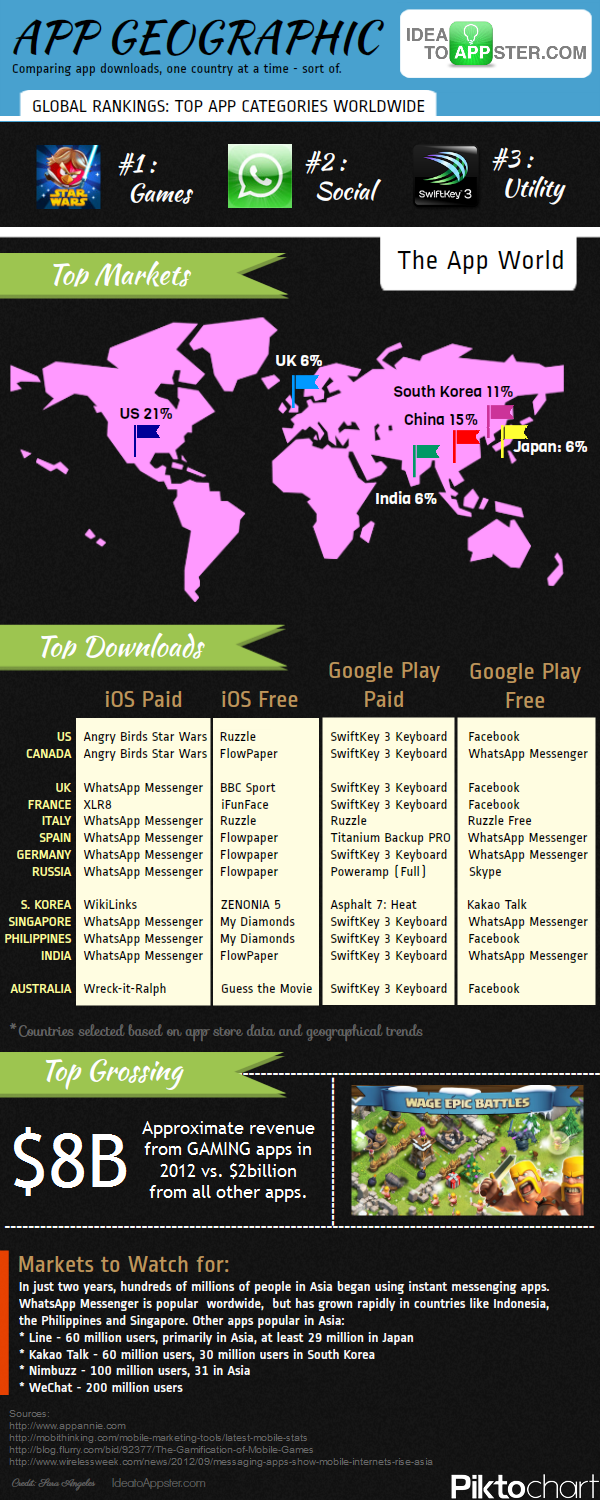 APP GEOGRAPHIC
Comparing app downloads, one country at a time - sort of.
IDEA
TO APPSTER.COM
GLOBAL RANKINGS: TOP APP CATEGORIES WORLDWIDE
STAR
WARS
#1:
Games
#2:
Social
SwiftKey 3
#3:
Utility
Top Markets
The App World
UK 6%
US 21%
South Korea 11%
China 15%
Japan: 6%
India 6%
Top Downloads
iOS Paid
iOS Free
Google Play
Paid
Google Play
Free
US Angry Birds Star Wars Ruzzle SwiftKey 3 Keyboard Facebook
CANADA Angry Birds Star Wars FlowPaper SwiftKey 3 Keyboard WhatsApp Messenger
UK WhatsApp Messenger BBC Sport SwiftKey 3 Keyboard Facebook
FRANCE XLR8 iFunFace SwiftKey 3 Keyboard Facebook
ITALY WhatsApp Messenger Ruzzle Ruzzle Ruzzle Free
SPAIN WhatsApp Messenger Flowpaper Titanium Backup PRO WhatsApp Messenger
GERMANY WhatsApp Messenger Flowpaper SwiftKey 3 Keyboard WhatsApp Messenger
RUSSIA WhatsApp Messenger Flowpaper Poweramp (Full) Skype
S. KOREA WikiLinks ZENONIA 5 Asphalt 7: Heat Kakao Talk
SINGAPORE WhatsApp Messenger My Diamonds SwiftKey 3 Keyboard WhatsApp Messenger
PHILIPPINES WhatsApp Messenger My Diamonds SwiftKey 3 Keyboard Facebook
INDIA WhatsApp Messenger FlowPaper SwiftKey 3 Keyboard WhatsApp Messenger
AUSTRALIA Wreck-it-Ralph Guess the Movie SwiftKey 3 Keyboard Facebook
*Countries selected based on app store data and geographical trends
Top Grossing
$8B
Approximate revenue
from GAMING apps in
2012 vs. $2billion
from all other apps.
WAGE EPIC BATTLES
Markets to Watch for:
In just two years, hundreds of millions of people in Asia began using instant messenging apps.
WhatsApp Messenger is popular wordwide, but has grown rapidly in countries like Indonesia,
the Philippines and Singapore. Other apps popular in Asia:
* Line - 60 million users, primarily in Asia, at least 29 million in Japan
* Kakao Talk - 60 million users, 30 million users in South Korea
* Nimbuzz - 100 million users, 31 in Asia
* WeChat - 200 million users
Sources:
http://www.appannie.com
http://mobithinking.com/mobile-marketing-tools/latest-mobile-stats
http://blog.flurry.com/bid/92377/The-Gamification-of-Mobile-Games
http://www.wirelessweek.com/news/2012/09/messaging-apps-show-mobile-internets-rise-asia
Credit: Sina Angeles IdeatoAppster.com
Piktochart